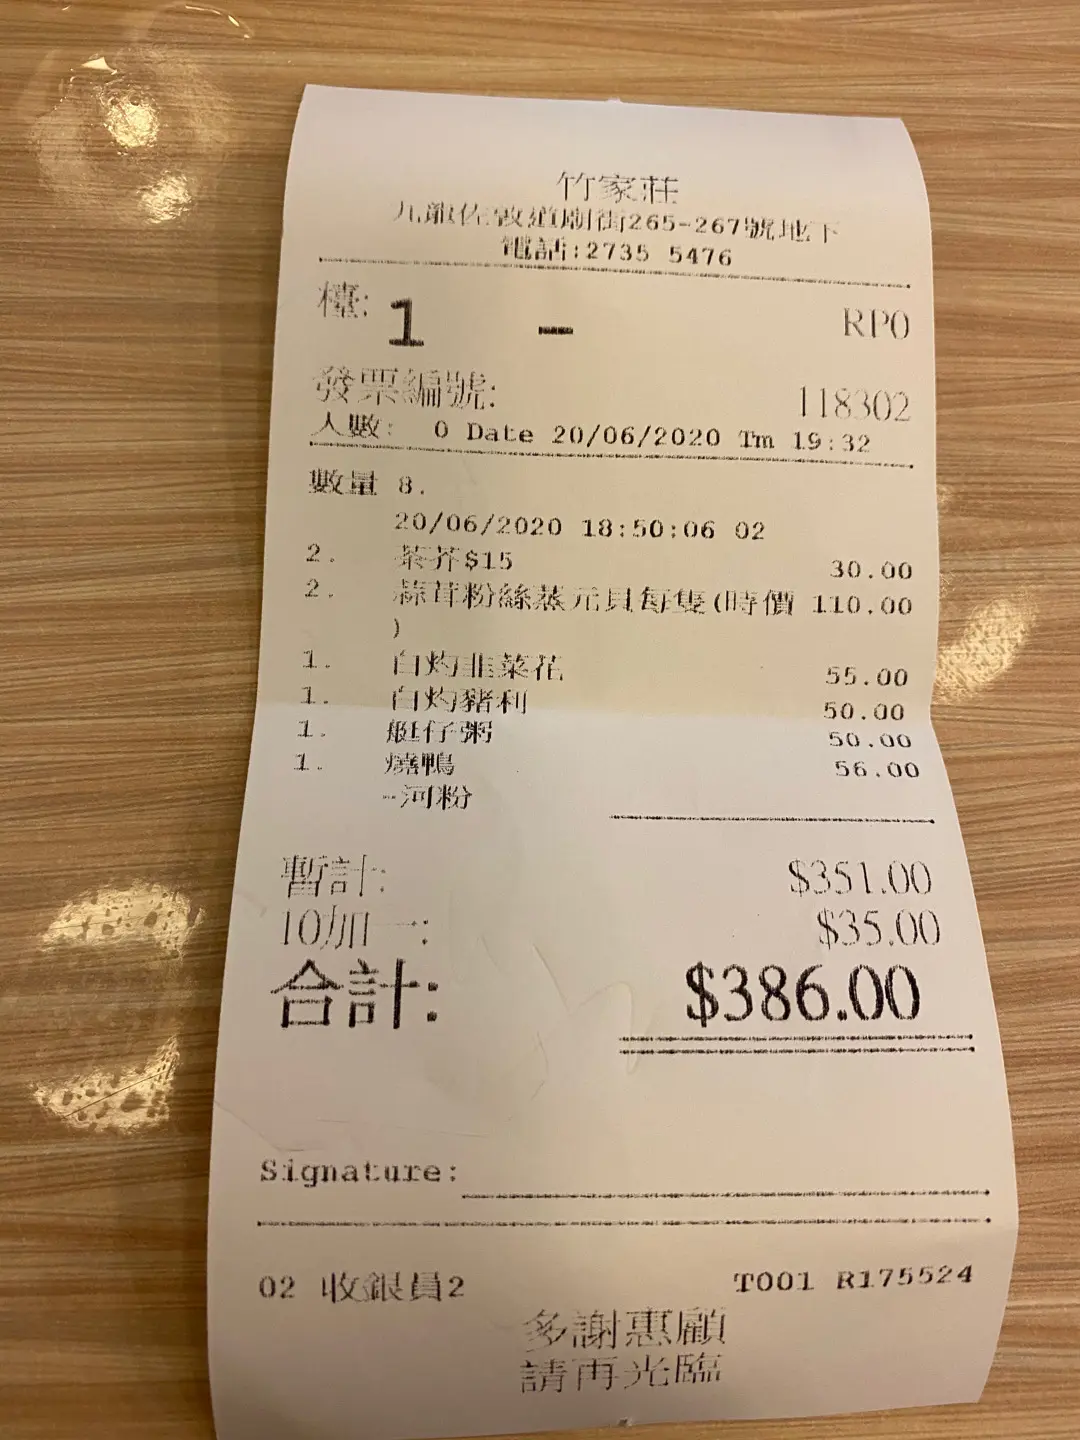 竹家莊
九龍佐敦道廟街265-267號地下
電話:2735 5476
檯: 1 - RP0
發票編號: 118302
人數: 0 Date 20/06/2020 Tm 19:32
數量 8.
20/06/2020 18:50:06 02
2. 茶芥$15 30.00
2. 蒜茸粉絲蒸元貝每隻(時價 110.00
)
1. 白灼韭菜花 55.00
1. 白灼豬利 50.00
1. 艇仔粥 50.00
1. 燒鴨 56.00
-河粉
暫計: $351.00
10加一: $35.00
合計: $386.00
Signature:
02 收銀員2 T001 R175524
多謝惠顧
請再光臨